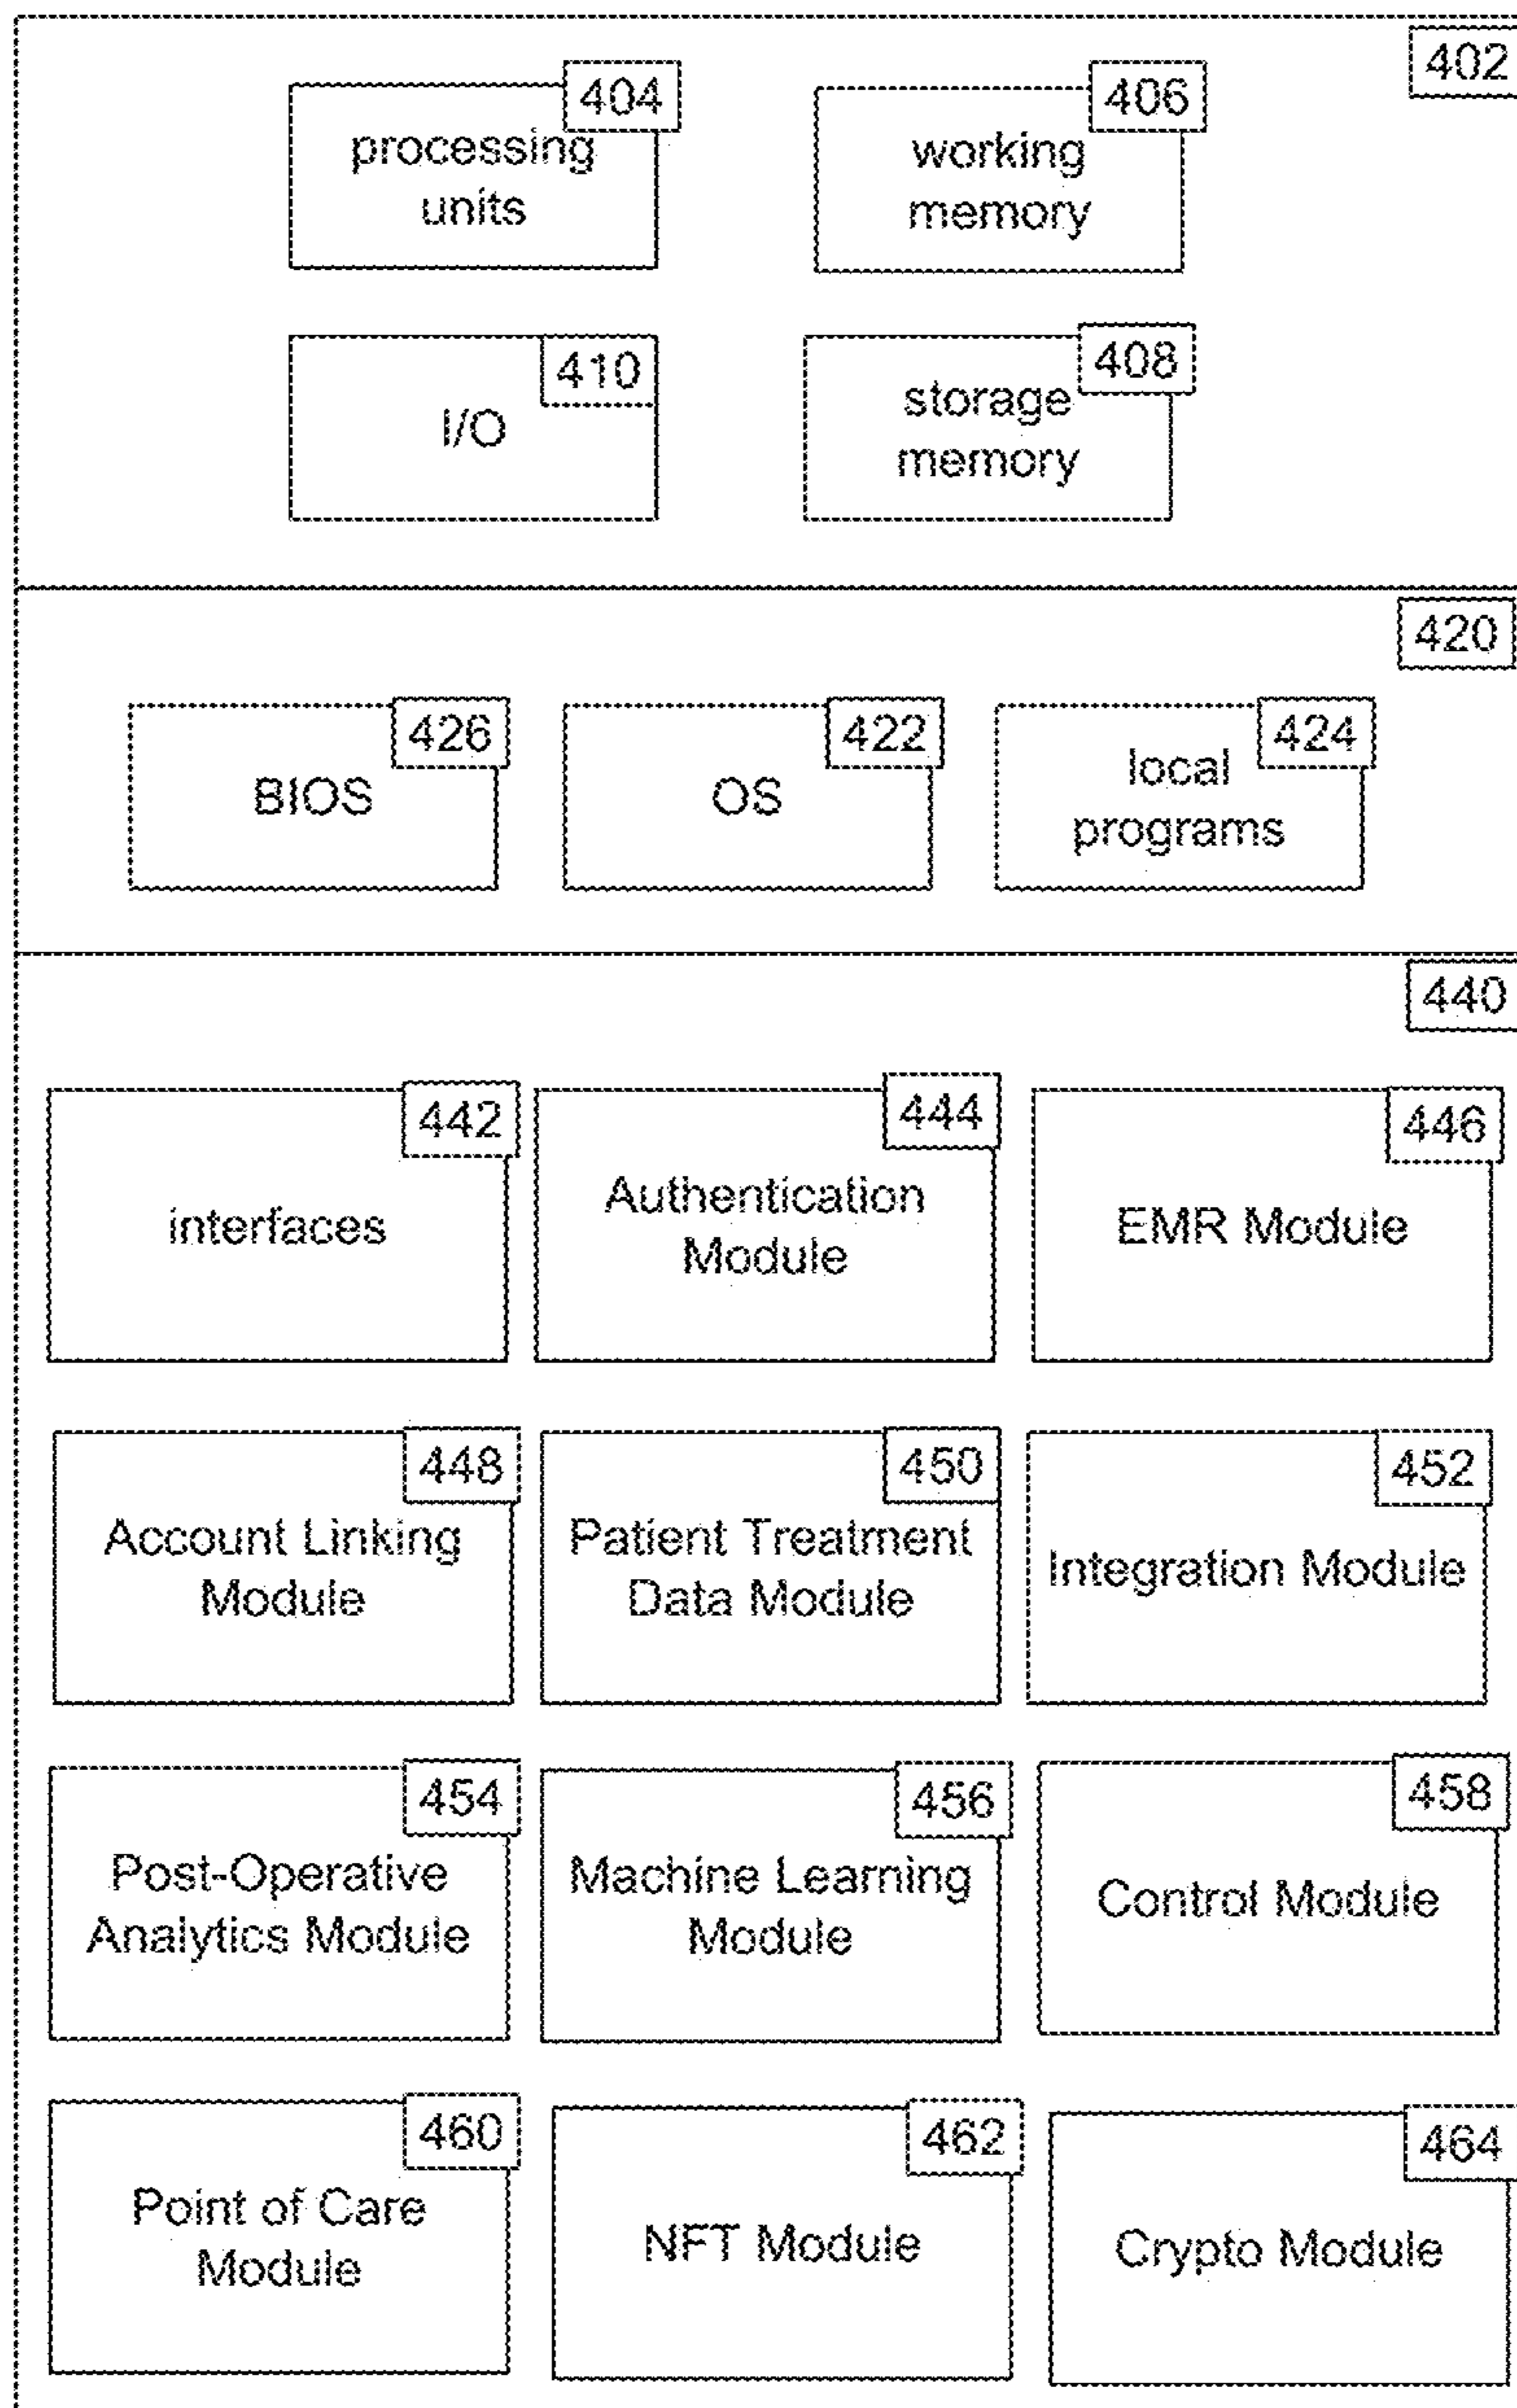 402
404
processing
units
406
working
memory
410
I/O
408
storage
memory
420
426
BIOS
422
OS
424
local
programs
440
442
interfaces
444
Authentication
Module
446
EMR Module
448
Account Linking
Module
450
Patient Treatment
Data Module
452
Integration Module
454
Post-Operative
Analytics Module
456
Machine Learning
Module
458
Control Module
460
Point of Care
Module
462
NFT Module
464
Crypto Module